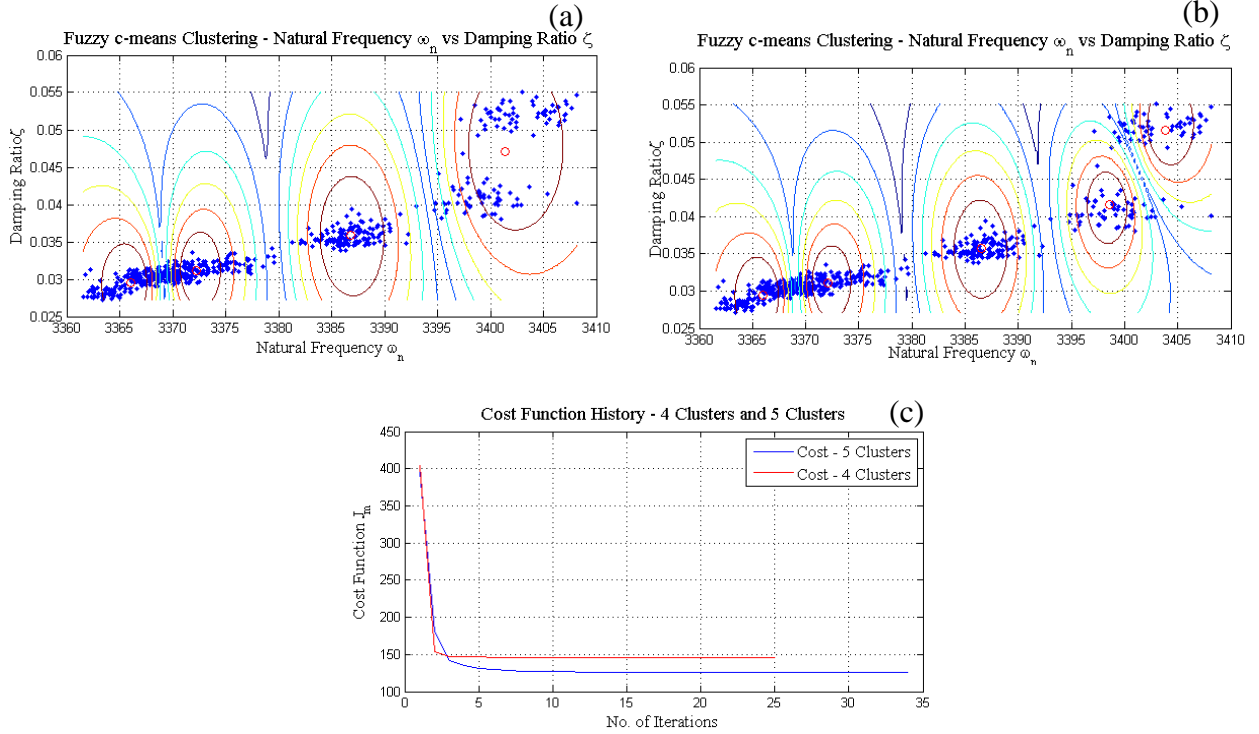 (a)
Fuzzy c-means Clustering - Natural Frequency ω_n vs Damping Ratio ζ
0.06
0.055
0.05
0.045
0.04
0.035
0.03
0.025
Damping Ratioζ
3360 3365 3370 3375 3380 3385 3390 3395 3400 3405 3410
Natural Frequency ω_n
(b)
Fuzzy c-means Clustering - Natural Frequency ω_n vs Damping Ratio ζ
0.06
0.055
0.05
0.045
0.04
0.035
0.03
0.025
Damping Ratioζ
3360 3365 3370 3375 3380 3385 3390 3395 3400 3405 3410
Natural Frequency ω_n
(c)
Cost Function History - 4 Clusters and 5 Clusters
450
400
350
300
250
200
150
100
Cost Function J_m
Cost - 5 Clusters
Cost - 4 Clusters
0 5 10 15 20 25 30 35
No. of Iterations